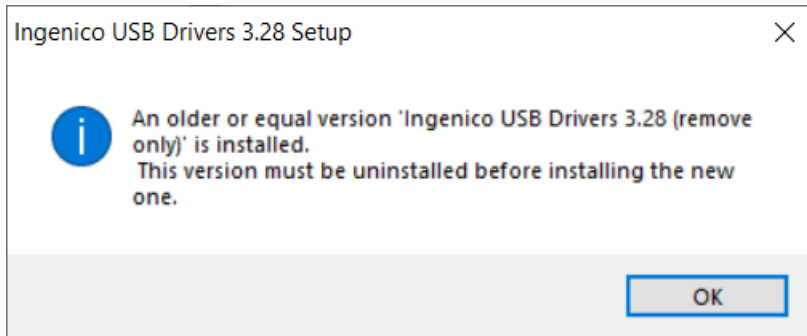 Ingenico USB Drivers 3.28 Setup
An older or equal version 'Ingenico USB Drivers 3.28 (remove
only)' is installed.
This version must be uninstalled before installing the new
one.
OK